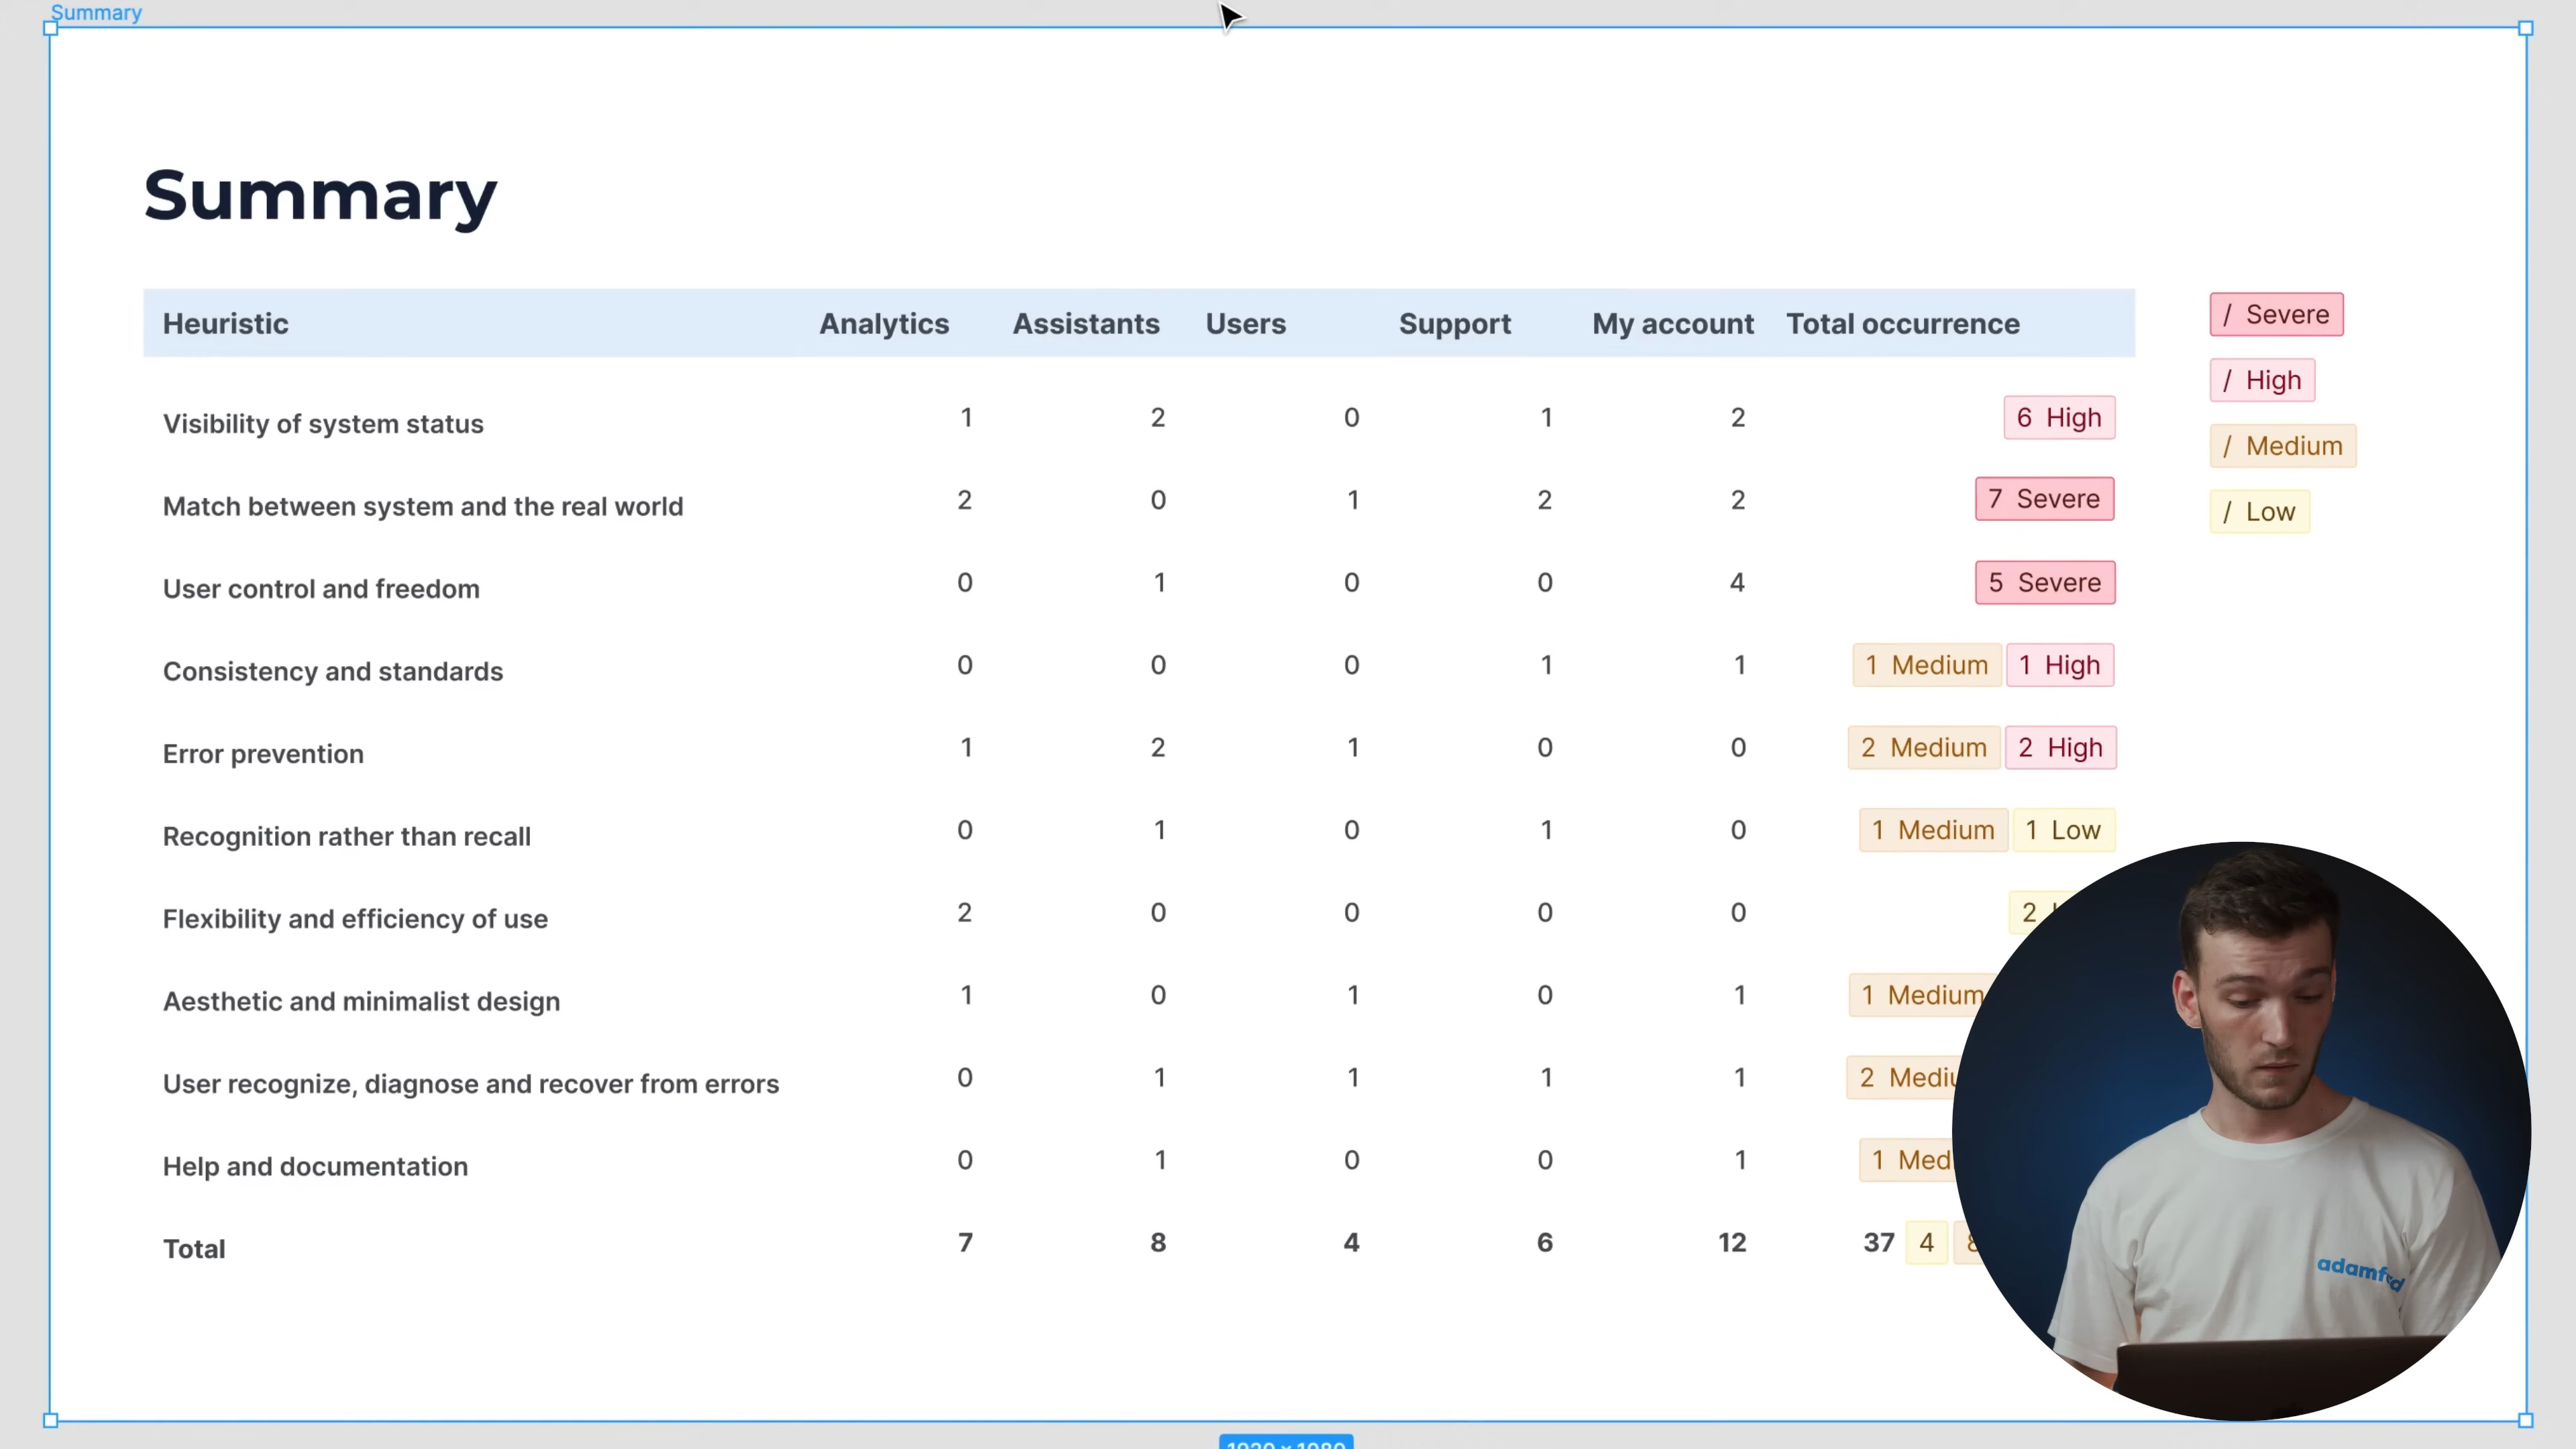 Summary
Summary
Heuristic Analytics Assistants Users Support My account Total occurrence
/ Severe
/ High
/ Medium
/ Low
Visibility of system status 1 2 0 1 2 6 High
Match between system and the real world 2 0 1 2 2 7 Severe
User control and freedom 0 1 0 0 4 5 Severe
Consistency and standards 0 0 0 1 1 1 Medium 1 High
Error prevention 1 2 1 0 0 2 Medium 2 High
Recognition rather than recall 0 1 0 1 0 1 Medium 1 Low
Flexibility and efficiency of use 2 0 0 0 0 2
Aesthetic and minimalist design 1 0 1 0 1 1 Medium
User recognize, diagnose and recover from errors 0 1 1 1 1 2
Help and documentation 0 1 0 0 1 1
Total 7 8 4 6 12 37 4